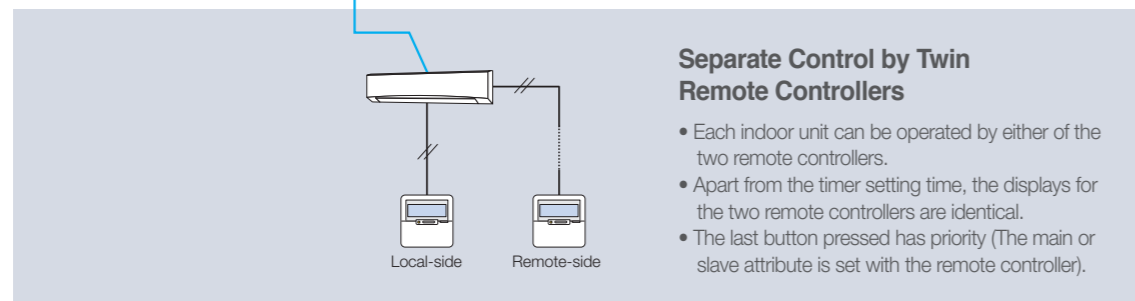 Separate Control by Twin
Remote Controllers
• Each indoor unit can be operated by either of the
two remote controllers.
• Apart from the timer setting time, the displays for
the two remote controllers are identical.
• The last button pressed has priority (The main or
slave attribute is set with the remote controller).
Local-side
Remote-side